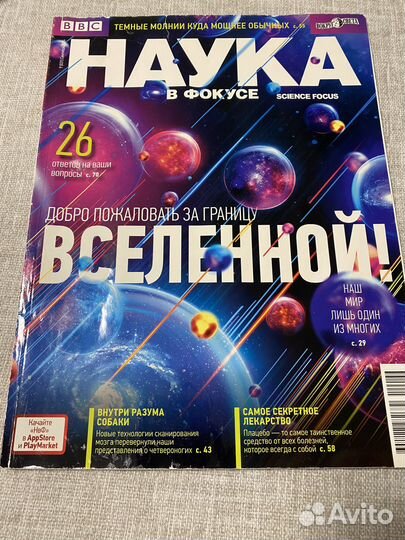 BBC
ТЕМНЫЕ МОЛНИИ КУДА МОЩНЕЕ ОБЫЧНЫХ с. 55
ВОКРУГ СВЕТА
НАУКА
В ФОКУСЕ
SCIENCE FOCUS
26
ответов на ваши
вопросы с. 78
ДОБРО ПОЖАЛОВАТЬ ЗА ГРАНИЦУ
ВСЕЛЕННОЙ!
НАШ
МИР
ЛИШЬ ОДИН
ИЗ МНОГИХ
с. 29
Качайте
«НвФ»
в AppStore
и PlayMarket
ВНУТРИ РАЗУМА
СОБАКИ
Новые технологии сканирования
мозга перевернули наши
представления о четвероногих с. 43
САМОЕ СЕКРЕТНОЕ
ЛЕКАРСТВО
Плацебо — то самое таинственное
средство от всех болезней,
которое всегда с собой с. 58
Avito